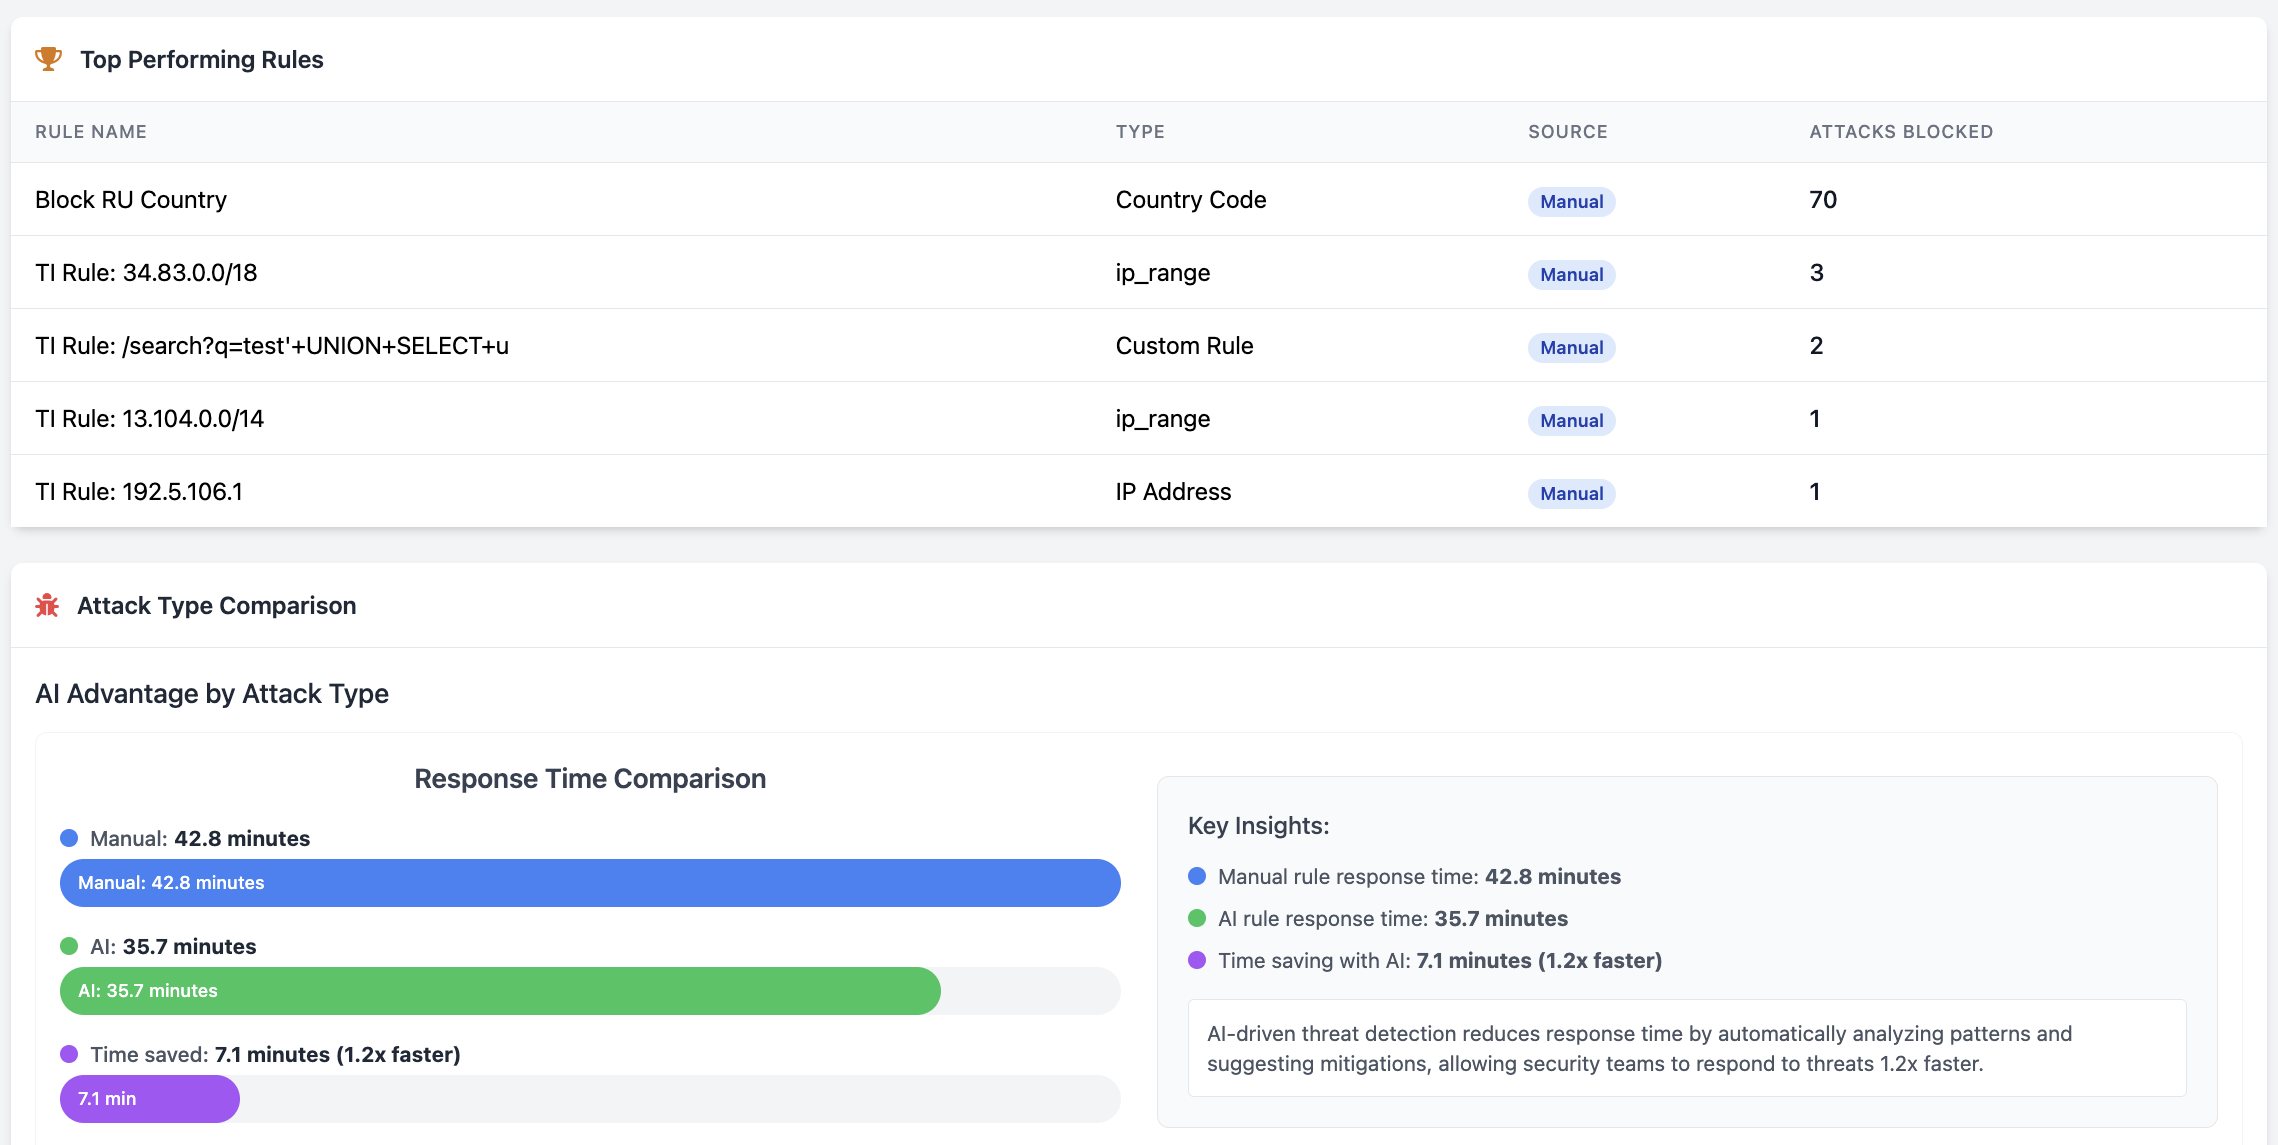 Top Performing Rules
RULE NAME TYPE SOURCE ATTACKS BLOCKED
Block RU Country Country Code Manual 70
TI Rule: 34.83.0.0/18 ip_range Manual 3
TI Rule: /search?q=test'+UNION+SELECT+u Custom Rule Manual 2
TI Rule: 13.104.0.0/14 ip_range Manual 1
TI Rule: 192.5.106.1 IP Address Manual 1
Attack Type Comparison
AI Advantage by Attack Type
Response Time Comparison
Manual: 42.8 minutes
Manual: 42.8 minutes
AI: 35.7 minutes
AI: 35.7 minutes
Time saved: 7.1 minutes (1.2x faster)
7.1 min
Key Insights:
Manual rule response time: 42.8 minutes
AI rule response time: 35.7 minutes
Time saving with AI: 7.1 minutes (1.2x faster)
AI-driven threat detection reduces response time by automatically analyzing patterns and
suggesting mitigations, allowing security teams to respond to threats 1.2x faster.